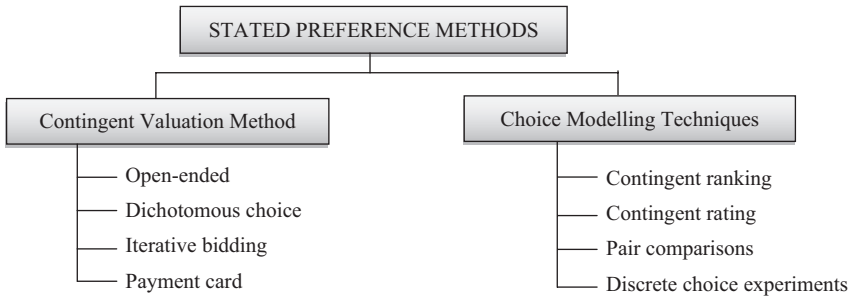 STATED PREFERENCE METHODS
Contingent Valuation Method
Open-ended
Dichotomous choice
Iterative bidding
Payment card
Choice Modelling Techniques
Contingent ranking
Contingent rating
Pair comparisons
Discrete choice experiments